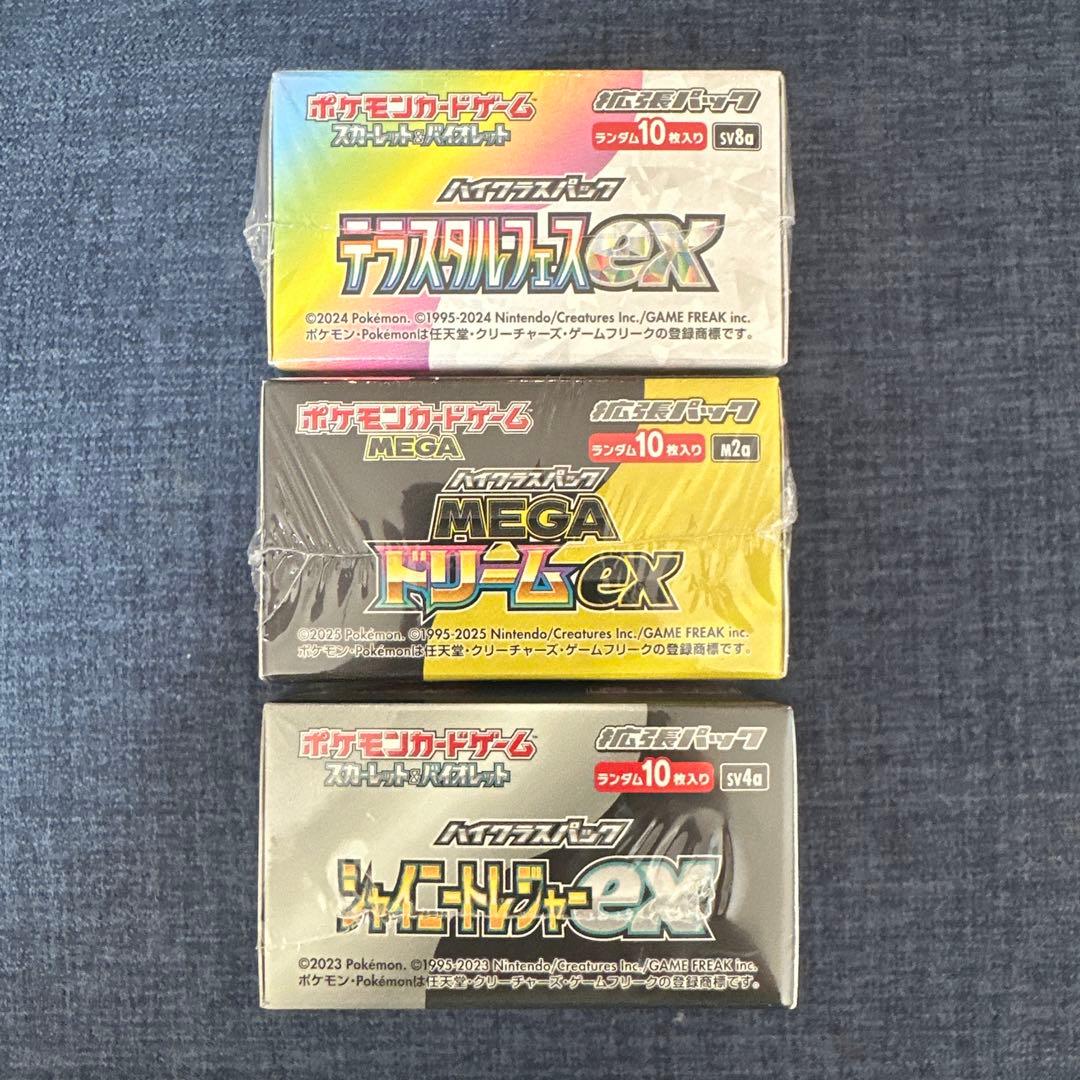 ポケモンカードゲーム™
スカーレット&バイオレット
拡張パック
ランダム10枚入り SV8a
ハイクラスパック
テラスタルフェスex
©2024 Pokémon. ©1995-2024 Nintendo/Creatures Inc./GAME FREAK inc.
ポケモン・Pokémonは任天堂・クリーチャーズ・ゲームフリークの登録商標です。
ポケモンカードゲーム™
MEGA
拡張パック
ランダム10枚入り M2a
ハイクラスパック
MEGA
ドリームex
©2025 Pokémon. ©1995-2025 Nintendo/Creatures Inc./GAME FREAK inc.
ポケモン・Pokémonは任天堂・クリーチャーズ・ゲームフリークの登録商標です。
ポケモンカードゲーム™
スカーレット&バイオレット
拡張パック
ランダム10枚入り SV4a
ハイクラスパック
シャイニートレジャーex
©2023 Pokémon. ©1995-2023 Nintendo/Creatures Inc./GAME FREAK inc.
ポケモン・Pokémonは任天堂・クリーチャーズ・ゲームフリークの登録商標です。